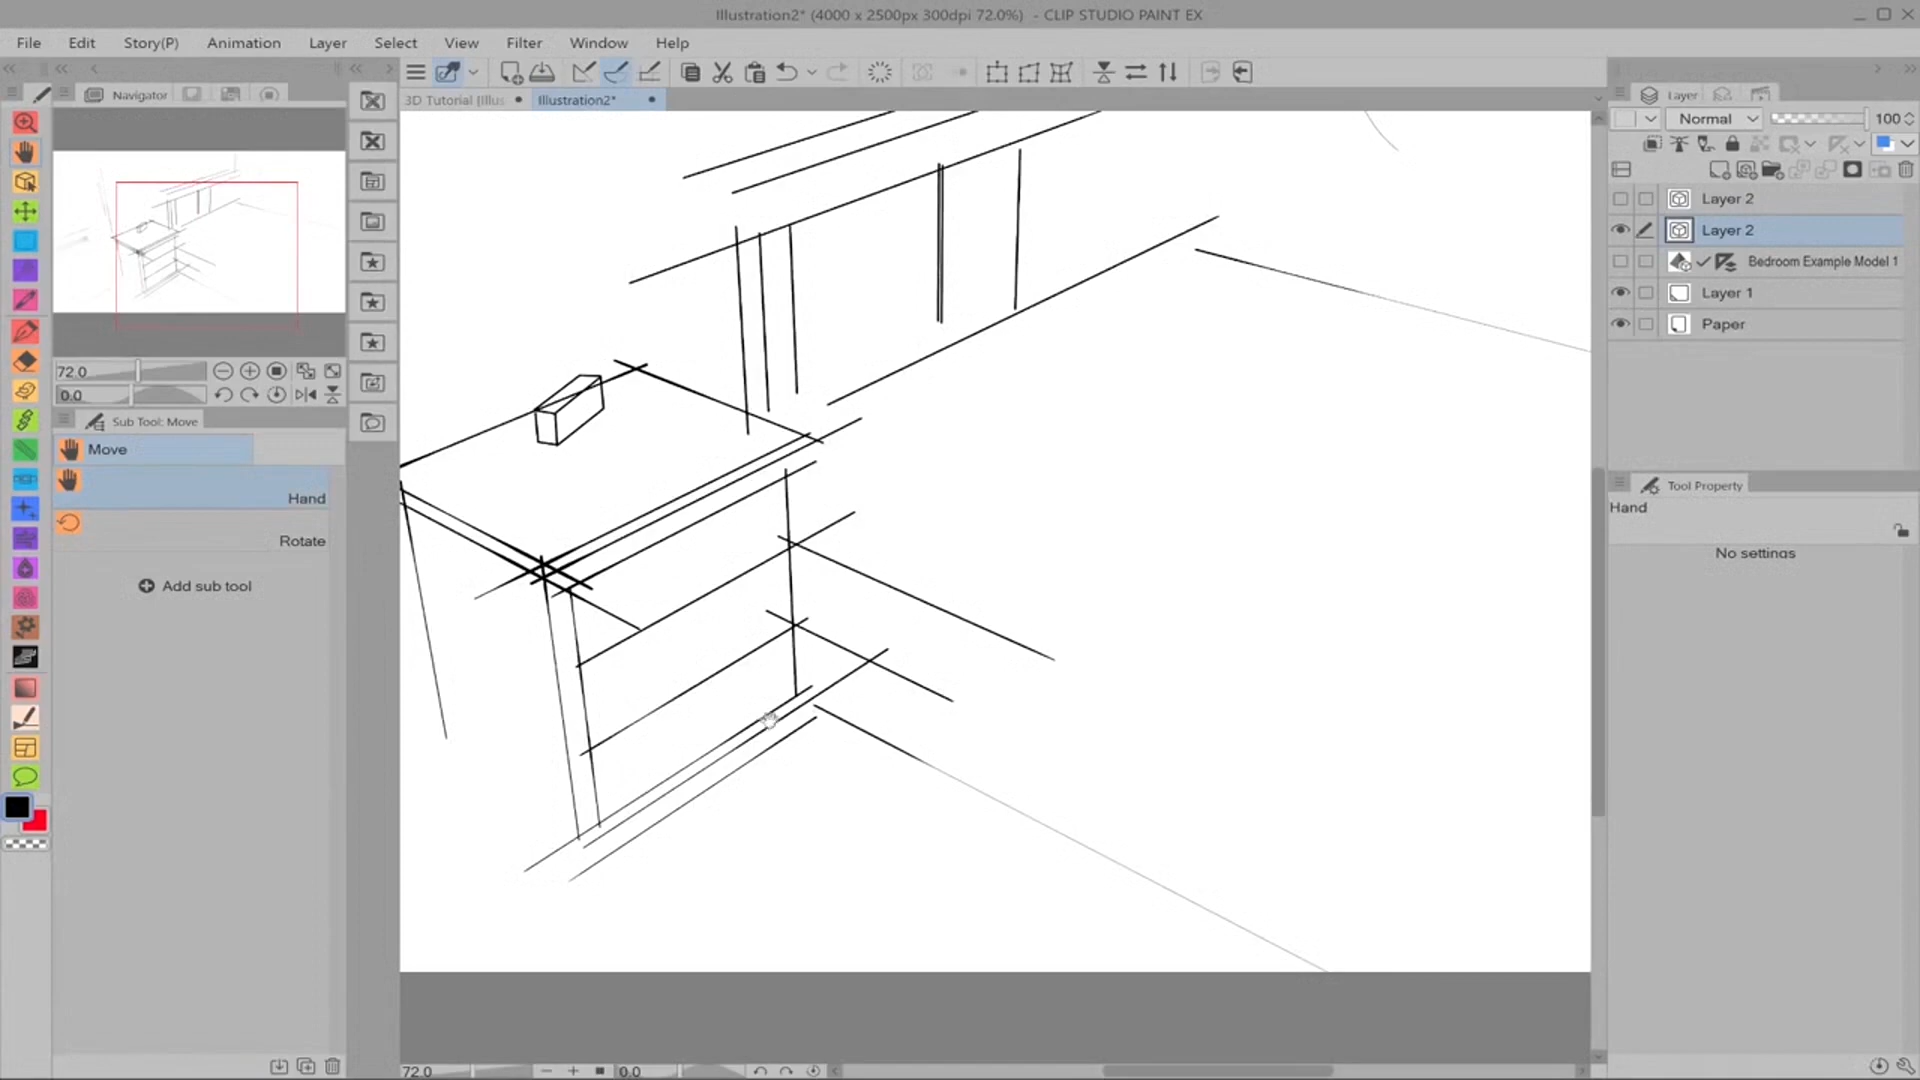 Illustration2* (4000 x 2500px 300dpi 72.0%) - CLIP STUDIO PAINT EX
File Edit Story(P) Animation Layer Select View Filter Window Help
Navigator
3D Tutorial (Illus
Illustration2*
Layer
Normal
100
Layer 2
Layer 2
Bedroom Example Model 1
Layer 1
Paper
72.0
0.0
Sub Tool: Move
Move
Hand
Rotate
Add sub tool
Tool Property
Hand
No settings
72.0
0.0